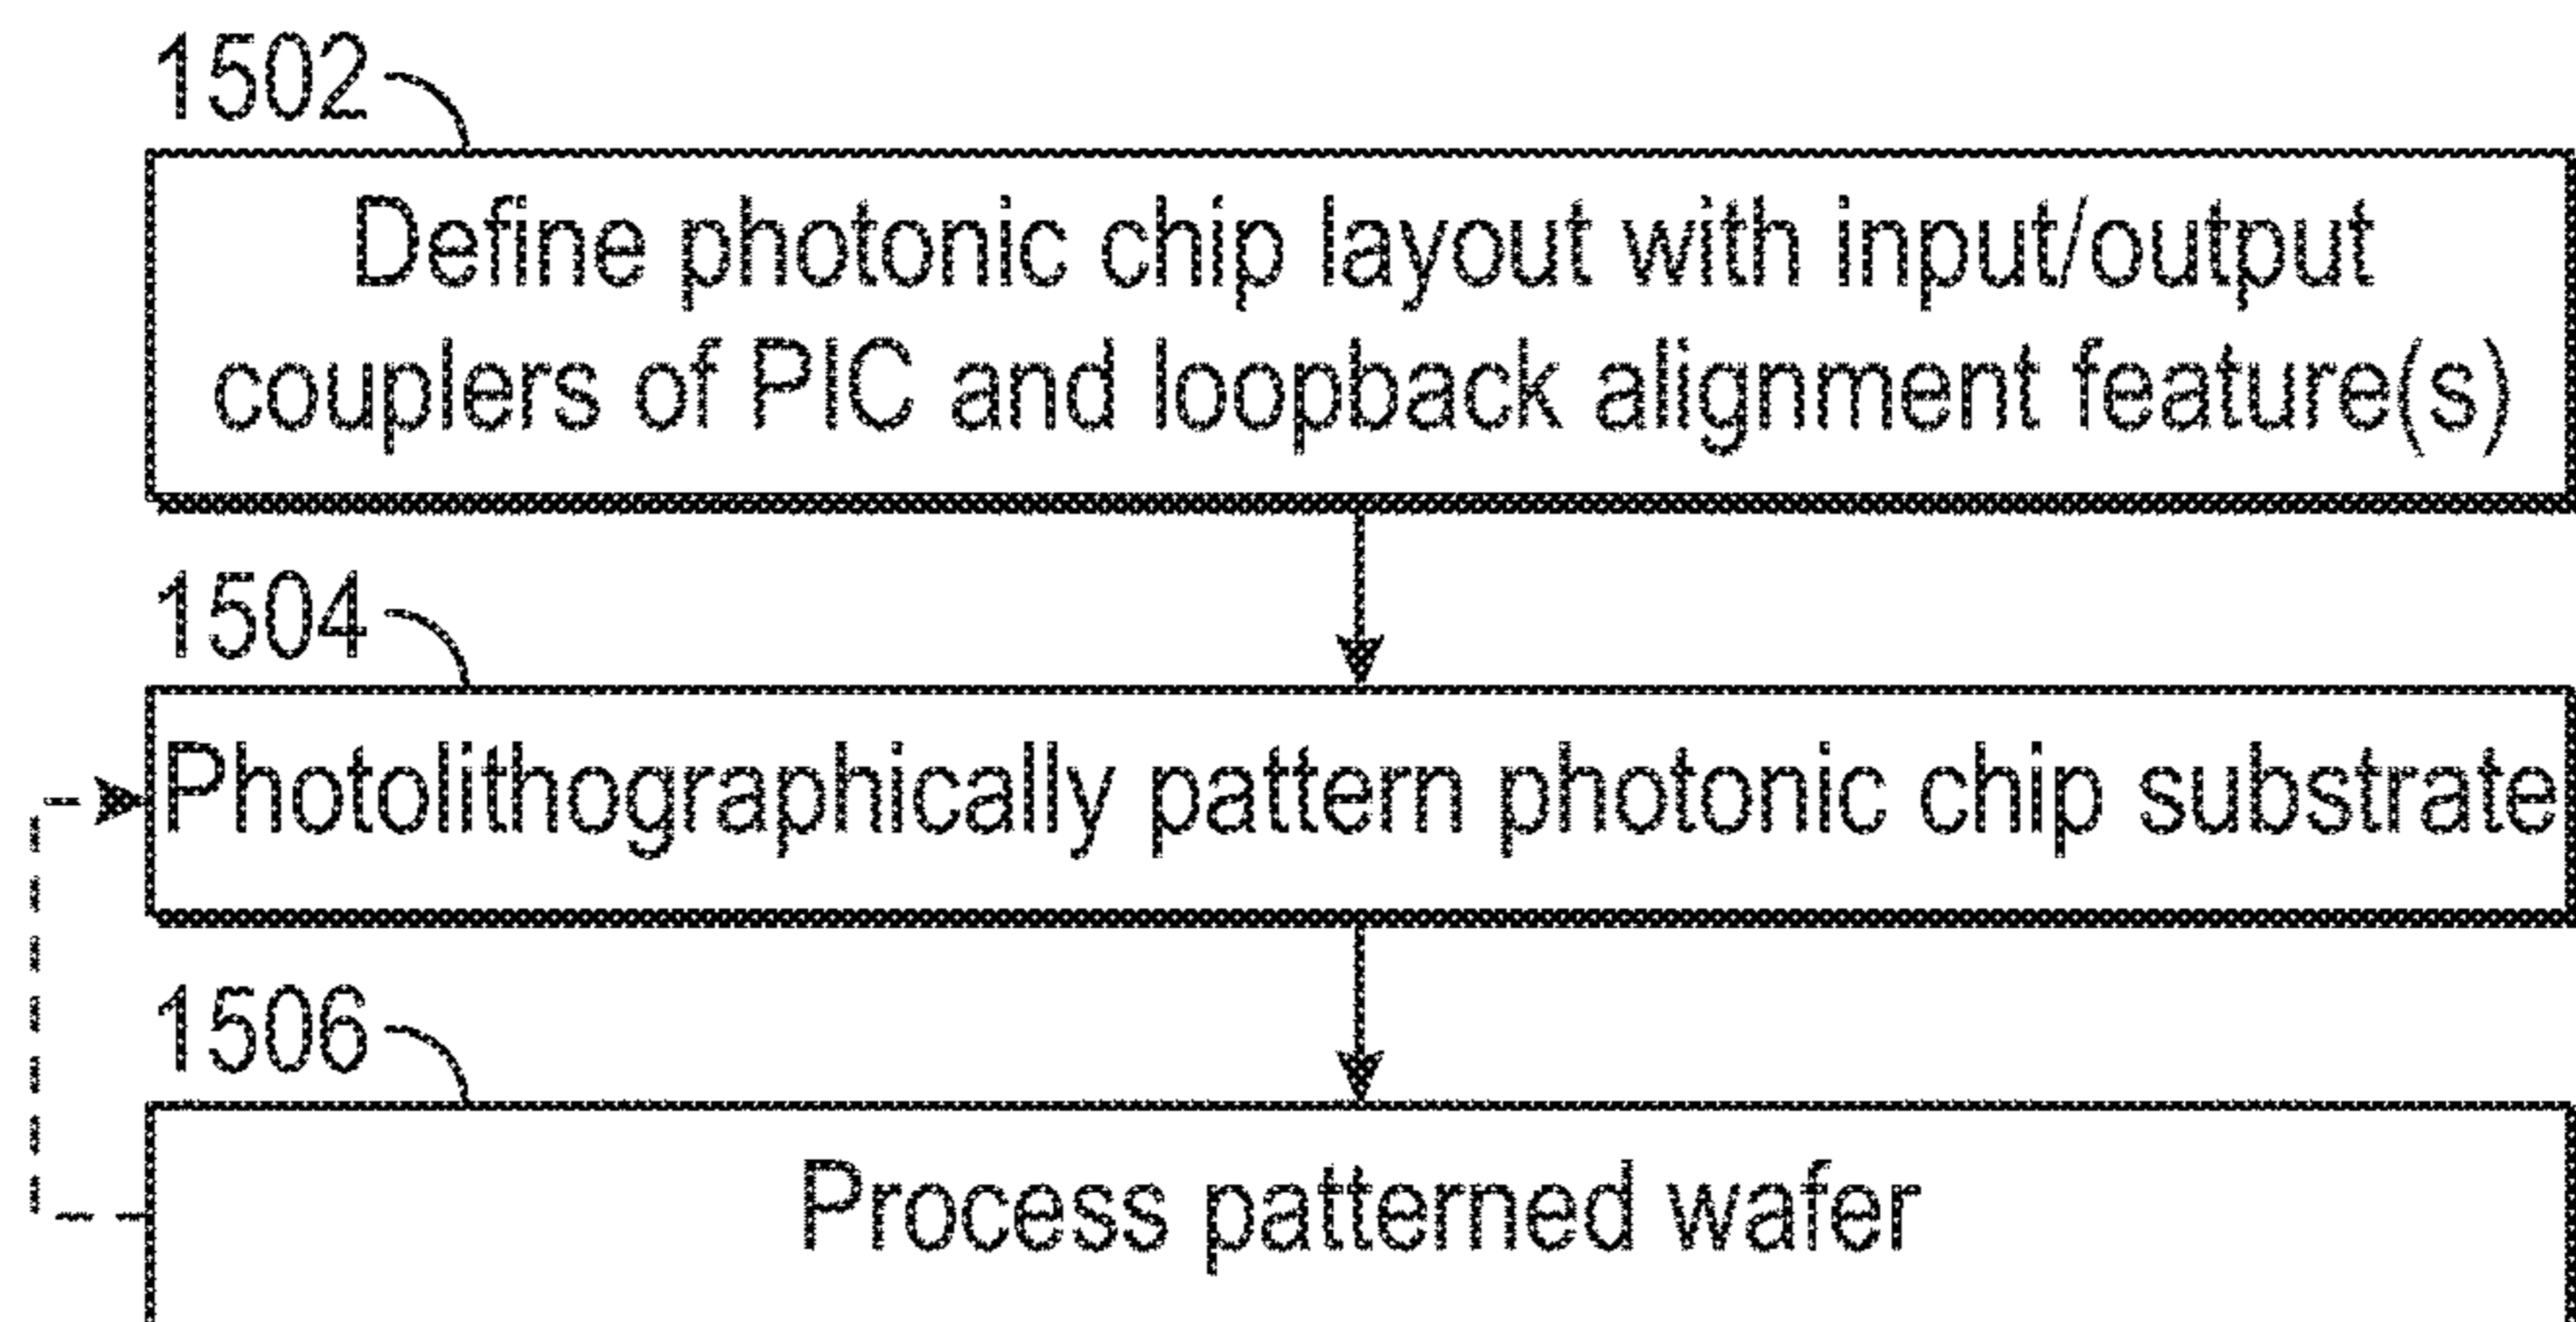 1502
Define photonic chip layout with input/output
couplers of PIC and loopback alignment feature(s)
1504
Photolithographically pattern photonic chip substrate
1506
Process patterned wafer